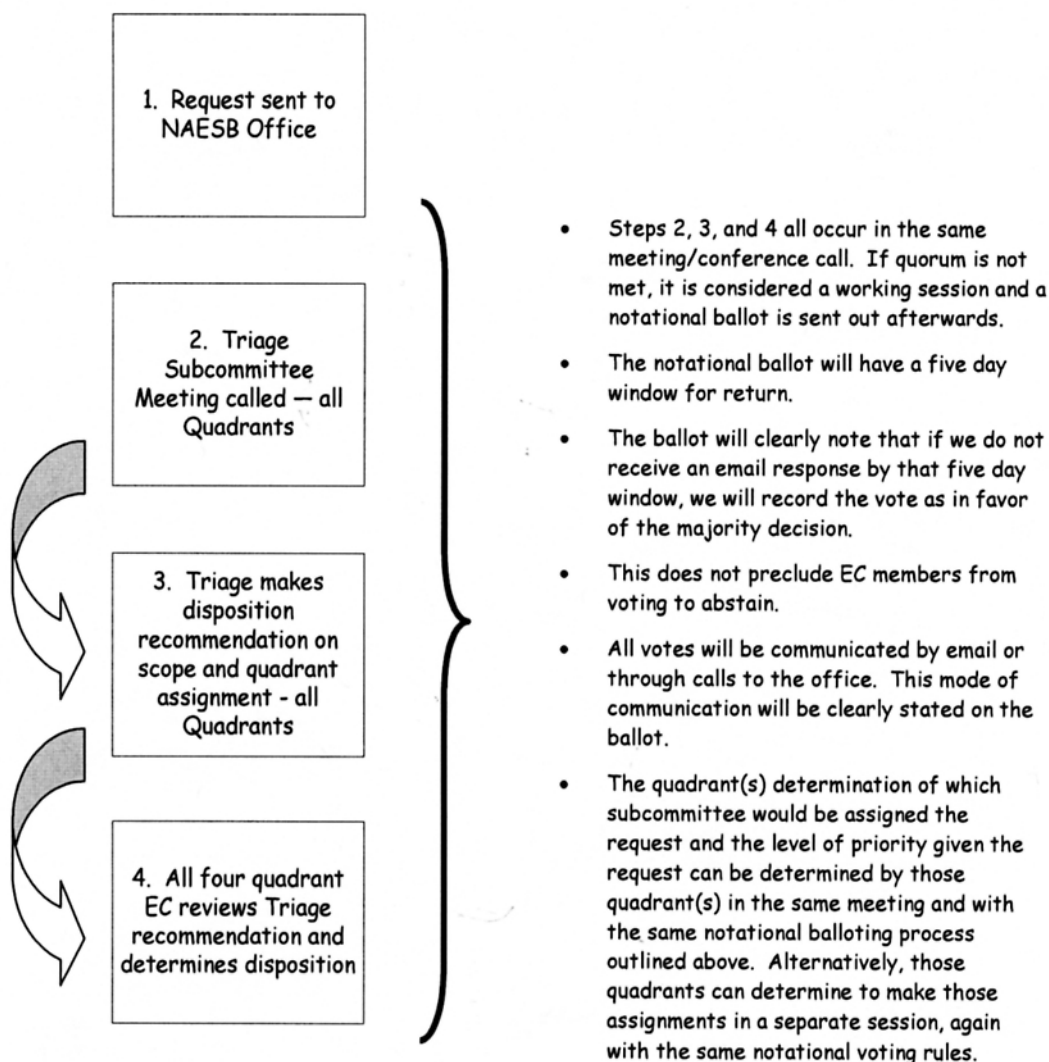 1. Request sent to
NAESB Office
2. Triage
Subcommittee
Meeting called — all
Quadrants
3. Triage makes
disposition
recommendation on
scope and quadrant
assignment - all
Quadrants
4. All four quadrant
EC reviews Triage
recommendation and
determines disposition
• Steps 2, 3, and 4 all occur in the same
meeting/conference call. If quorum is not
met, it is considered a working session and a
notational ballot is sent out afterwards.
• The notational ballot will have a five day
window for return.
• The ballot will clearly note that if we do not
receive an email response by that five day
window, we will record the vote as in favor
of the majority decision.
• This does not preclude EC members from
voting to abstain.
• All votes will be communicated by email or
through calls to the office. This mode of
communication will be clearly stated on the
ballot.
• The quadrant(s) determination of which
subcommittee would be assigned the
request and the level of priority given the
request can be determined by those
quadrant(s) in the same meeting and with
the same notational balloting process
outlined above. Alternatively, those
quadrants can determine to make those
assignments in a separate session, again
with the same notational voting rules.